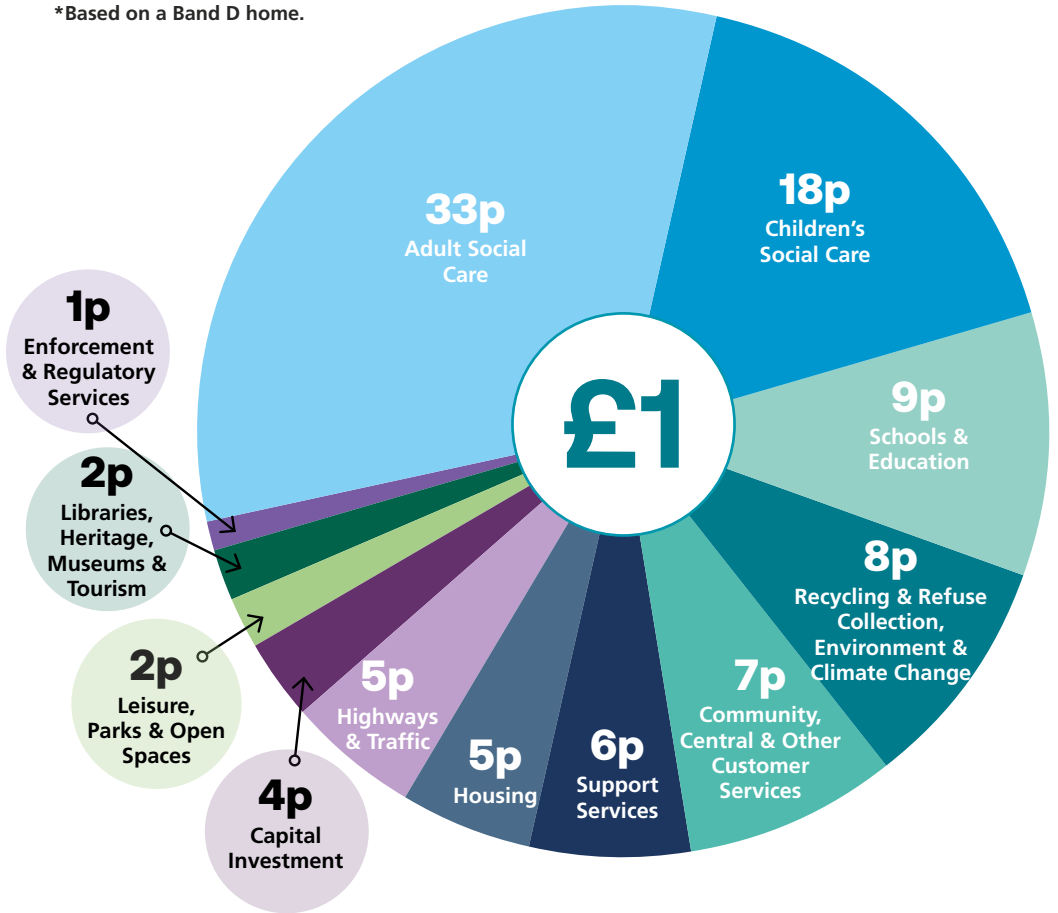 *Based on a Band D home.
33p
Adult Social
Care
18p
Children's
Social Care
9p
Schools &
Education
8p
Recycling & Refuse
Collection,
Environment &
Climate Change
7p
Community,
Central & Other
Customer
Services
6p
Support
Services
5p
Housing
5p
Highways
& Traffic
4p
Capital
Investment
2p
Leisure,
Parks & Open
Spaces
2p
Libraries,
Heritage,
Museums &
Tourism
1p
Enforcement
& Regulatory
Services
£1